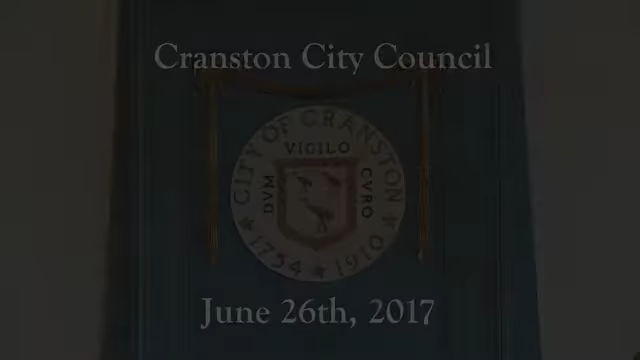 Cranston City Council
CITY OF CRANSTON
VIGILO
DVM
CVRO
★ 1754 ★ 1910 ★
June 26th, 2017